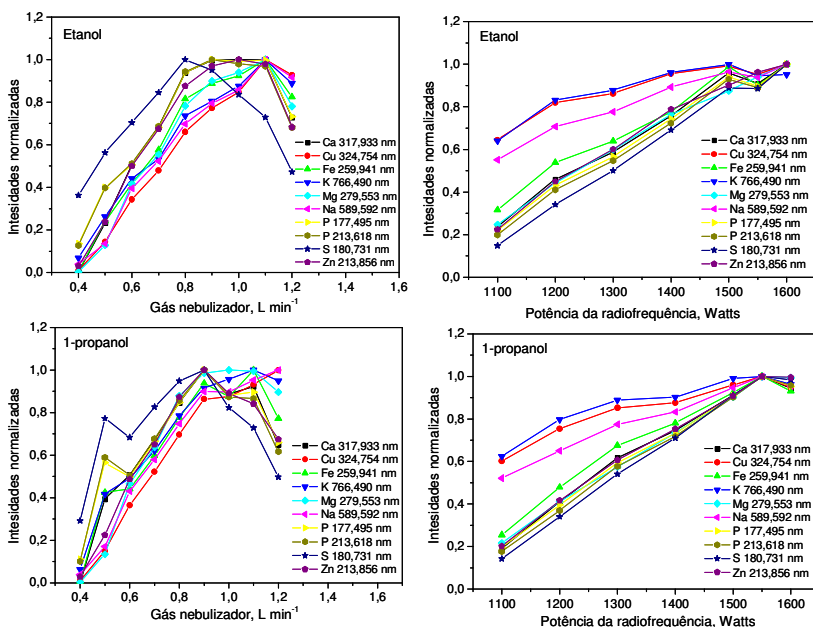 Etanol
Intesidades normalizadas
1,2
1,0
0,8
0,6
0,4
0,2
0,0
Ca 317,933 nm
Cu 324,754 nm
Fe 259,941 nm
K 766,490 nm
Mg 279,553 nm
Na 589,592 nm
P 177,495 nm
P 213,618 nm
S 180,731 nm
Zn 213,856 nm
0,4 0,6 0,8 1,0 1,2 1,4 1,6
Gás nebulizador, L min-1
Etanol
Intesidades normalizadas
1,2
1,0
0,8
0,6
0,4
0,2
0,0
Ca 317,933 nm
Cu 324,754 nm
Fe 259,941 nm
K 766,490 nm
Mg 279,553 nm
Na 589,592 nm
P 177,495 nm
P 213,618 nm
S 180,731 nm
Zn 213,856 nm
1100 1200 1300 1400 1500 1600
Potência da radiofrequência, Watts
1-propanol
Intesidades normalizadas
1,2
1,0
0,8
0,6
0,4
0,2
0,0
Ca 317,933 nm
Cu 324,754 nm
Fe 259,941 nm
K 766,490 nm
Mg 279,553 nm
Na 589,592 nm
P 177,495 nm
P 213,618 nm
S 180,731 nm
Zn 213,856 nm
0,4 0,6 0,8 1,0 1,2 1,4 1,6
Gás nebulizador, L min-1
1-propanol
Intesidades normalizadas
1,2
1,0
0,8
0,6
0,4
0,2
0,0
Ca 317,933 nm
Cu 324,754 nm
Fe 259,941 nm
K 766,490 nm
Mg 279,553 nm
Na 589,592 nm
P 177,495 nm
P 213,618 nm
S 180,731 nm
Zn 213,856 nm
1100 1200 1300 1400 1500 1600
Potência da radiofrequência, Watts